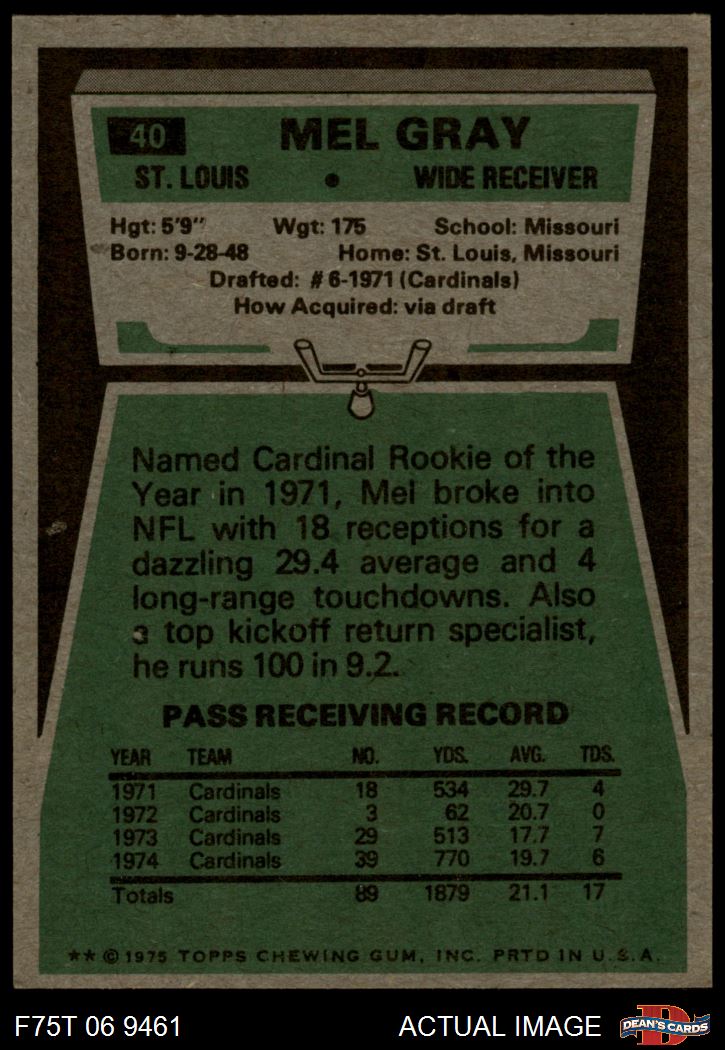 40
MEL GRAY
ST. LOUIS • WIDE RECEIVER
Hgt: 5'9" Wgt: 175 School: Missouri
Born: 9-28-48 Home: St. Louis, Missouri
Drafted: #6-1971 (Cardinals)
How Acquired: via draft
Named Cardinal Rookie of the
Year in 1971, Mel broke into
NFL with 18 receptions for a
dazzling 29.4 average and 4
long-range touchdowns. Also
a top kickoff return specialist,
he runs 100 in 9.2.
PASS RECEIVING RECORD
YEAR TEAM NO. YDS. AVG. TDS.
1971 Cardinals 18 534 29.7 4
1972 Cardinals 3 62 20.7 0
1973 Cardinals 29 513 17.7 7
1974 Cardinals 39 770 19.7 6
Totals 89 1879 21.1 17
**©1975 TOPPS CHEWING GUM, INC. PRTD IN U.S.A.
F75T 06 9461 ACTUAL IMAGE
D
DEAN'S CARDS